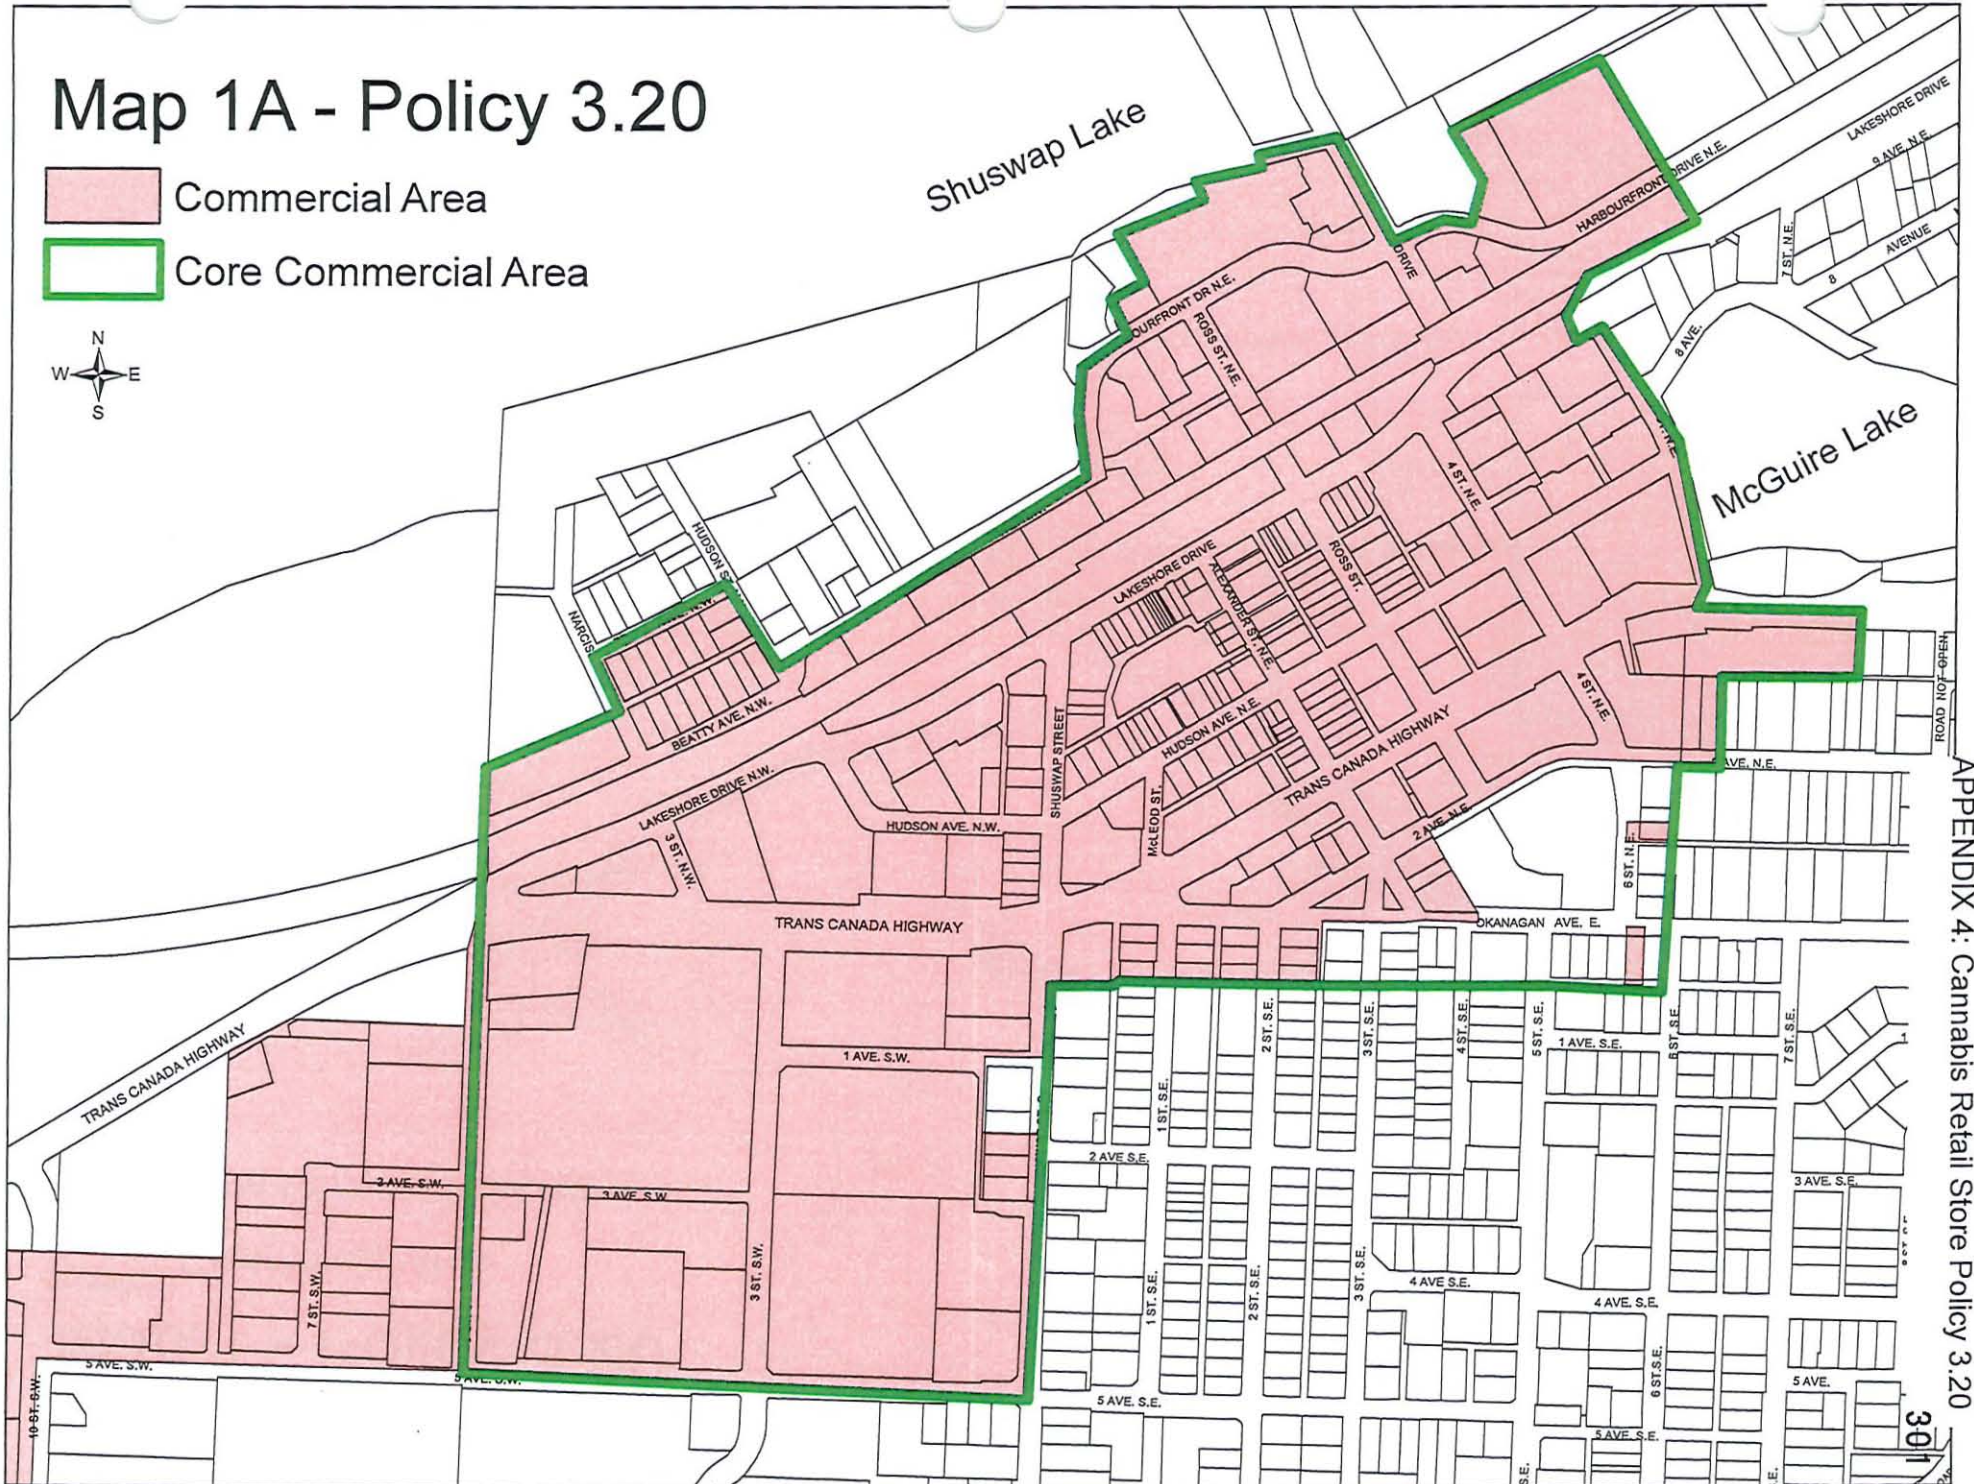 Map 1A - Policy 3.20
Commercial Area
Core Commercial Area
N
W
E
S
Shuswap Lake
McGuire Lake
LAKESHORE DRIVE
9 AVE. N.E.
HARBOURFRONT DRIVE N.E.
7 ST. N.E.
8
AVENUE
8 AVE.
DRIVE
OURFRONT DR N.E.
ROSS ST. N.E.
4 ST. N.E.
HUDSON ST.
NARCIS
LAKESHORE DRIVE
ALEXANDER ST. N.E.
ROSS ST.
BEATTY AVE. N.W.
SHUSWAP STREET
HUDSON AVE. N.E.
4 ST. N.E.
ROAD NOT OPEN
TRANS CANADA HIGHWAY
AVE. N.E.
LAKESHORE DRIVE N.W.
HUDSON AVE. N.W.
3 ST. N.W.
McLEOD ST.
2 AVE. N.E.
6 ST. N.E.
TRANS CANADA HIGHWAY
OKANAGAN AVE. E.
TRANS CANADA HIGHWAY
1 AVE. S.W.
2 ST. S.E.
3 ST. S.E.
4 ST. S.E.
5 ST. S.E.
1 AVE. S.E.
6 ST. S.E.
7 ST. S.E.
1 ST. S.E.
2 AVE S.E.
3 AVE. S.W.
3 AVE. S.W.
3 AVE. S.E.
7 ST. S.W.
3 ST. S.W.
1 ST. S.E.
2 ST. S.E.
3 ST. S.E.
4 AVE S.E.
4 AVE. S.E.
5 AVE. S.W.
5 AVE. S.W.
10 ST. S.W.
5 AVE. S.E.
6 ST. S.E.
5 AVE.
5 AVE. S.E.
APPENDIX 4: Cannabis Retail Store Policy 3.20
301